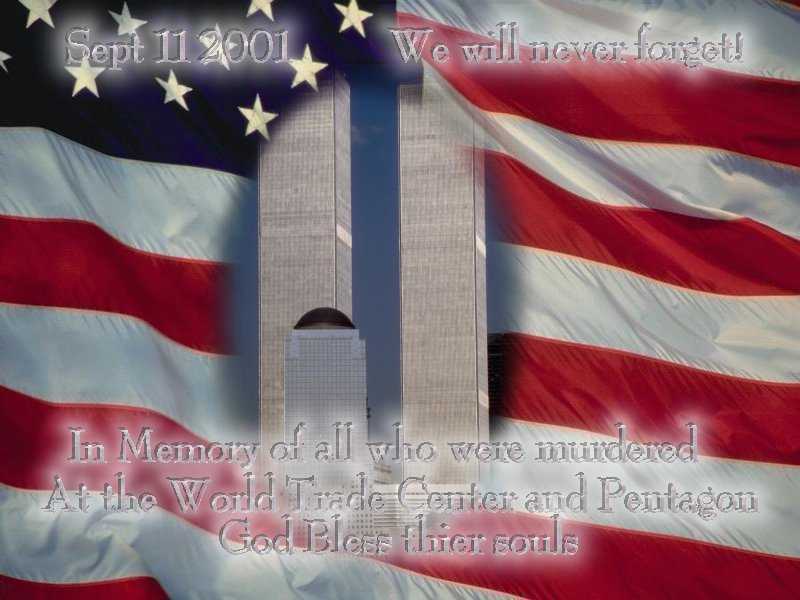 Sept 11 2001 We will never forget!
In Memory of all who were murdered
At the World Trade Center and Pentagon
God Bless thier souls